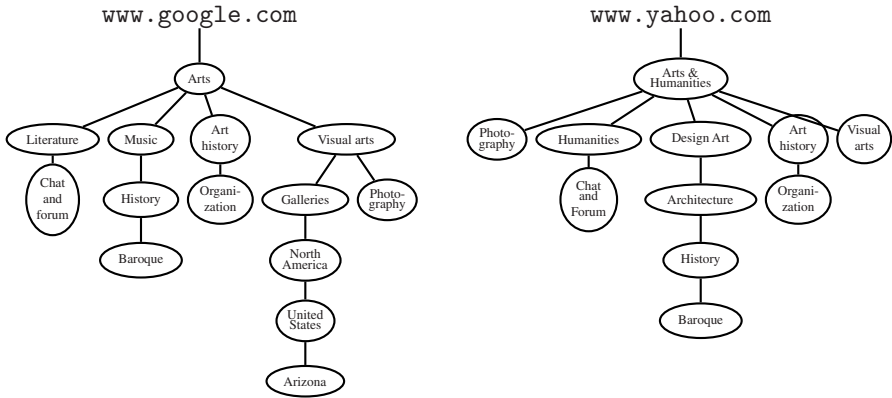 www.google.com
Arts
Literature
Music
Art
history
Visual arts
Chat
and
forum
History
Organi-
zation
Galleries
Photo-
graphy
Baroque
North
America
United
States
Arizona
www.yahoo.com
Arts &
Humanities
Photo-
graphy
Humanities
Design Art
Art
history
Visual
arts
Chat
and
Forum
Architecture
Organi-
zation
History
Baroque